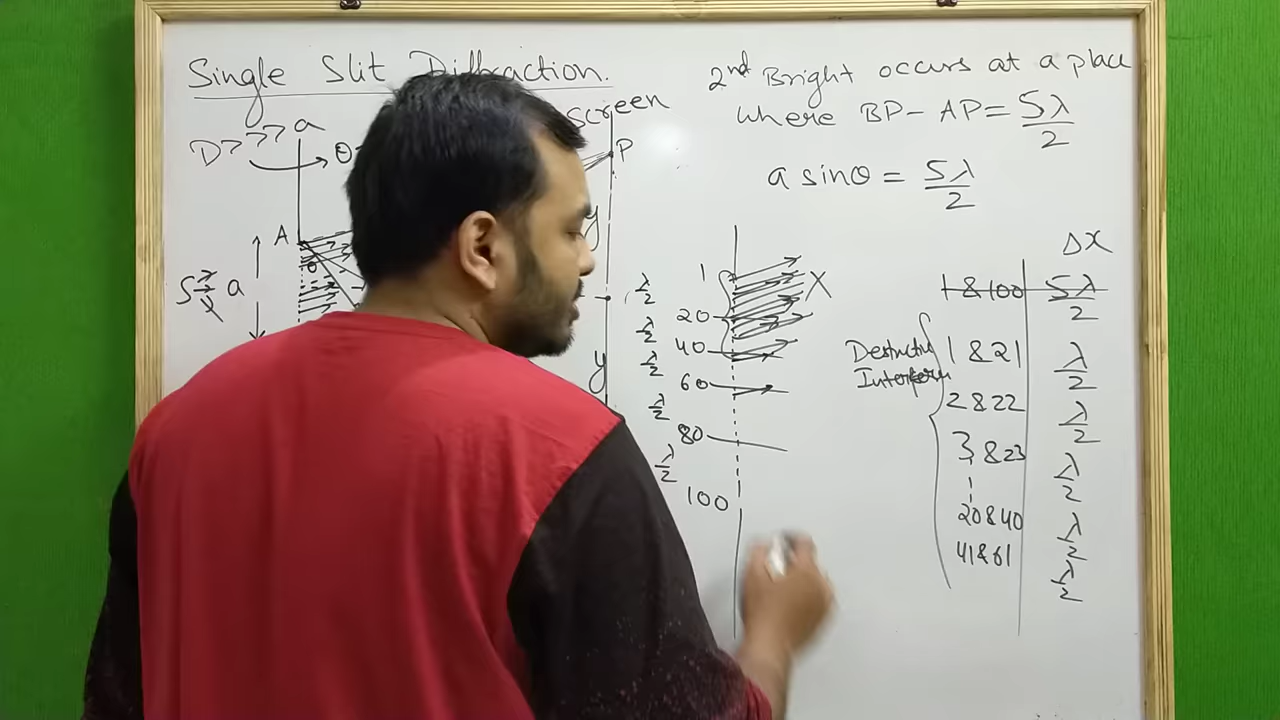 Single Slit Diffraction.
D>>>>a
θ
screen
P
A
y
5λ/4 a
y
2nd Bright occurs at a place
where BP - AP = 5λ/2
a sinθ = 5λ/2
λ/2
λ/2
λ/2
λ/2
λ/2
1
20
40
60
80
100
X
Δx
1 & 100 5λ/2
Destructive
1 & 21 λ/2
2 & 22 λ/2
3 & 23 λ/2
20 & 40 λ/2
41 & 61 λ/2